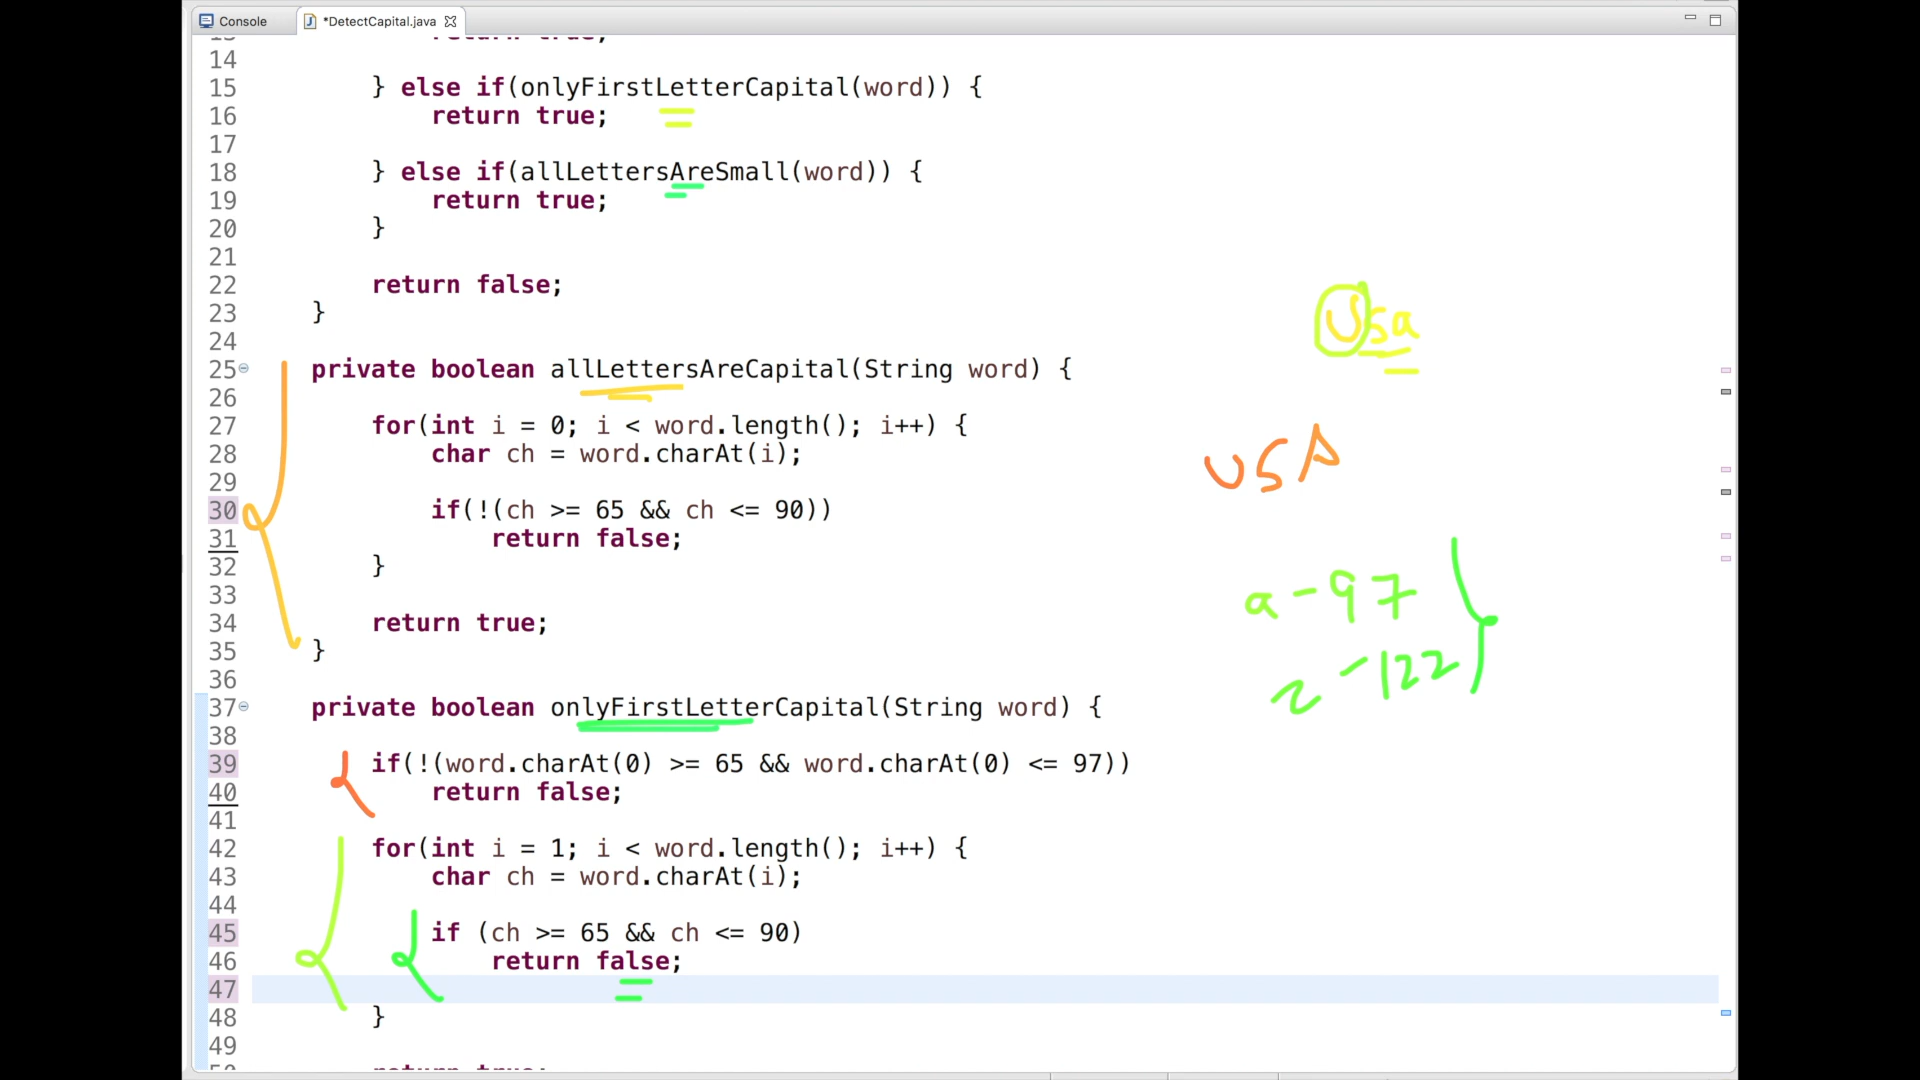 Console *DetectCapital.java
14
15 } else if(onlyFirstLetterCapital(word)) {
16 return true;
17
18 } else if(allLettersAreSmall(word)) {
19 return true;
20 }
21
22 return false;
23 }
24
25 private boolean allLettersAreCapital(String word) {
26
27 for(int i = 0; i < word.length(); i++) {
28 char ch = word.charAt(i);
29
30 if(!(ch >= 65 && ch <= 90))
31 return false;
32 }
33
34 return true;
35 }
36
37 private boolean onlyFirstLetterCapital(String word) {
38
39 if(!(word.charAt(0) >= 65 && word.charAt(0) <= 97))
40 return false;
41
42 for(int i = 1; i < word.length(); i++) {
43 char ch = word.charAt(i);
44
45 if (ch >= 65 && ch <= 90)
46 return false;
47
48 }
49
Usa
USA
a - 97
z - 122